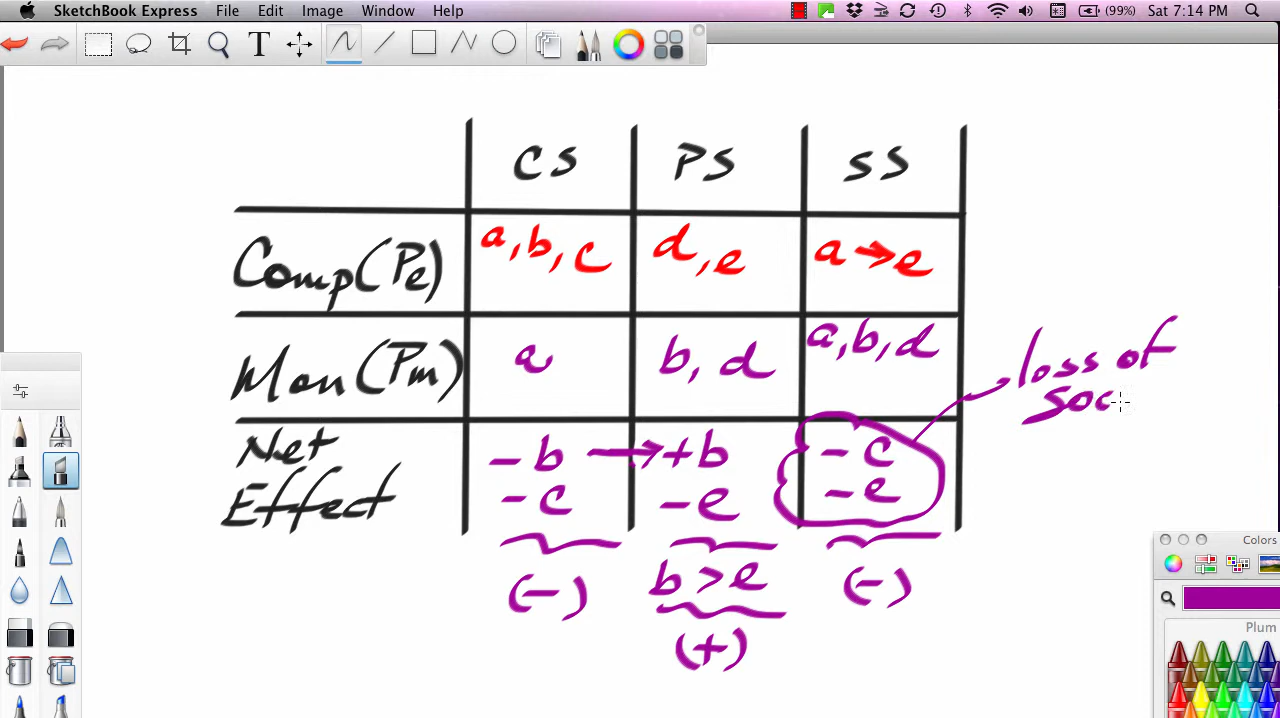 SketchBook Express File Edit Image Window Help (99%) Sat 7:14 PM
T
CS PS SS
Comp(Pe) a,b,c d,e a→e
Mon(Pm) a b, d a,b,d
loss of
soc
Net - b → +b - c
Effect - c - e - e
(-) b > e (-)
(+)
Colors
Plum